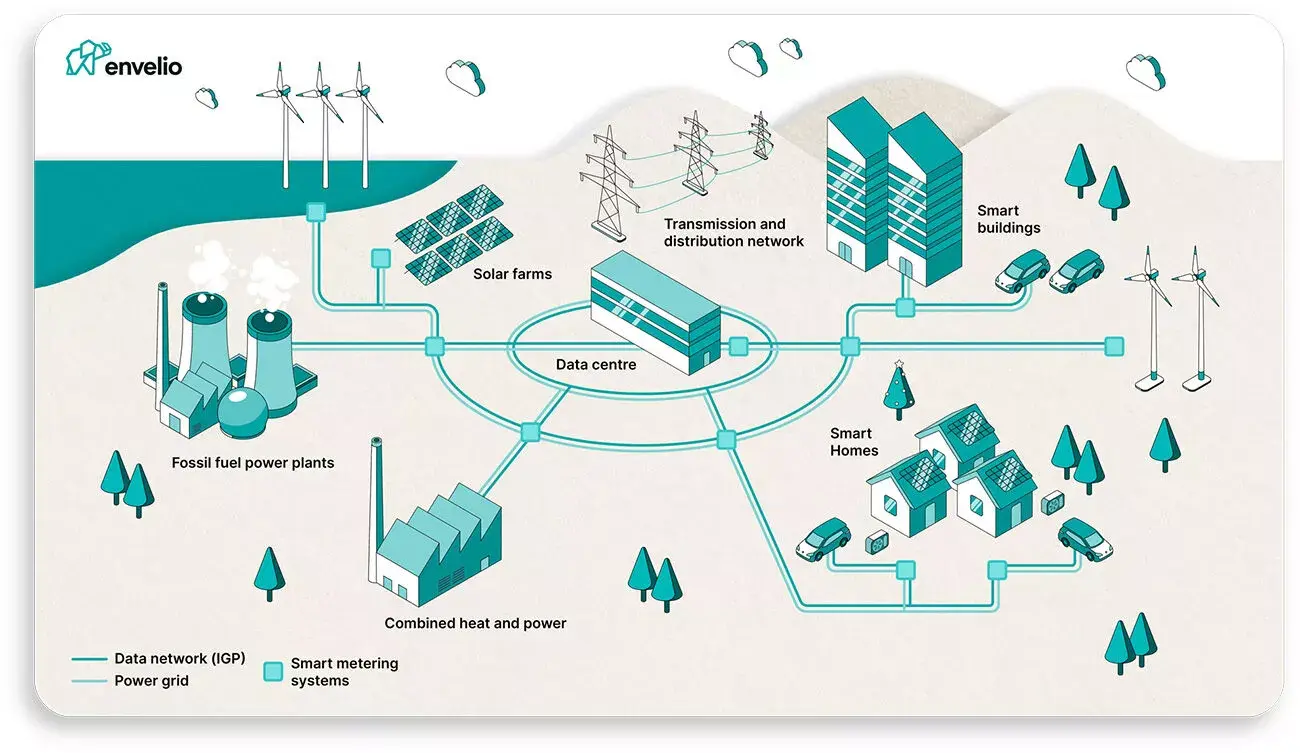 envelio
Transmission and
distribution network
Smart
buildings
Solar farms
Data centre
Smart
Homes
Fossil fuel power plants
Combined heat and power
Data network (IGP)
Power grid
Smart metering
systems